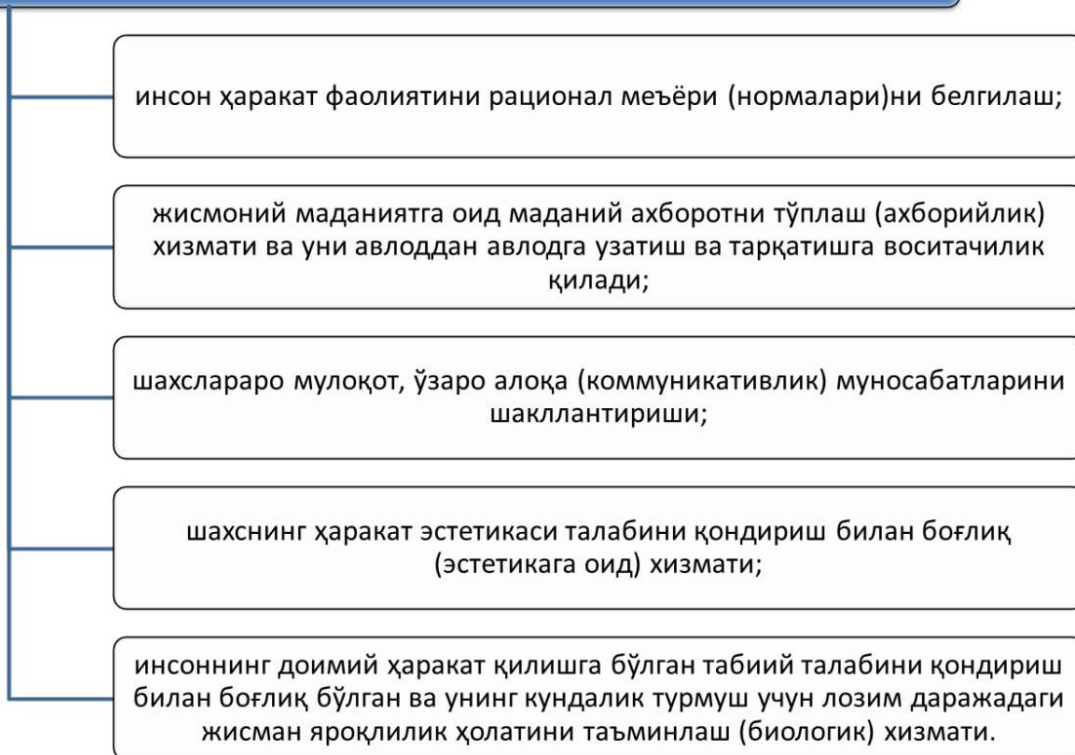 инсон ҳаракат фаолиятини рационал меъёри (нормалари)ни белгилаш;
жисмоний маданиятга оид маданий ахборотни тўплаш (ахборийлик)
хизмати ва уни авлоддан авлодга узатиш ва тарқатишга воситачилик
қилади;
шахслараро мулоқот, ўзаро алоқа (коммуникативлик) муносабатларини
шакллантириши;
шахснинг ҳаракат эстетикаси талабини қондириш билан боғлиқ
(эстетикага оид) хизмати;
инсоннинг доимий ҳаракат қилишга бўлган табиий талабини қондириш
билан боғлиқ бўлган ва унинг кундалик турмуш учун лозим даражадаги
жисман яроқлилик ҳолатини таъминлаш (биологик) хизмати.